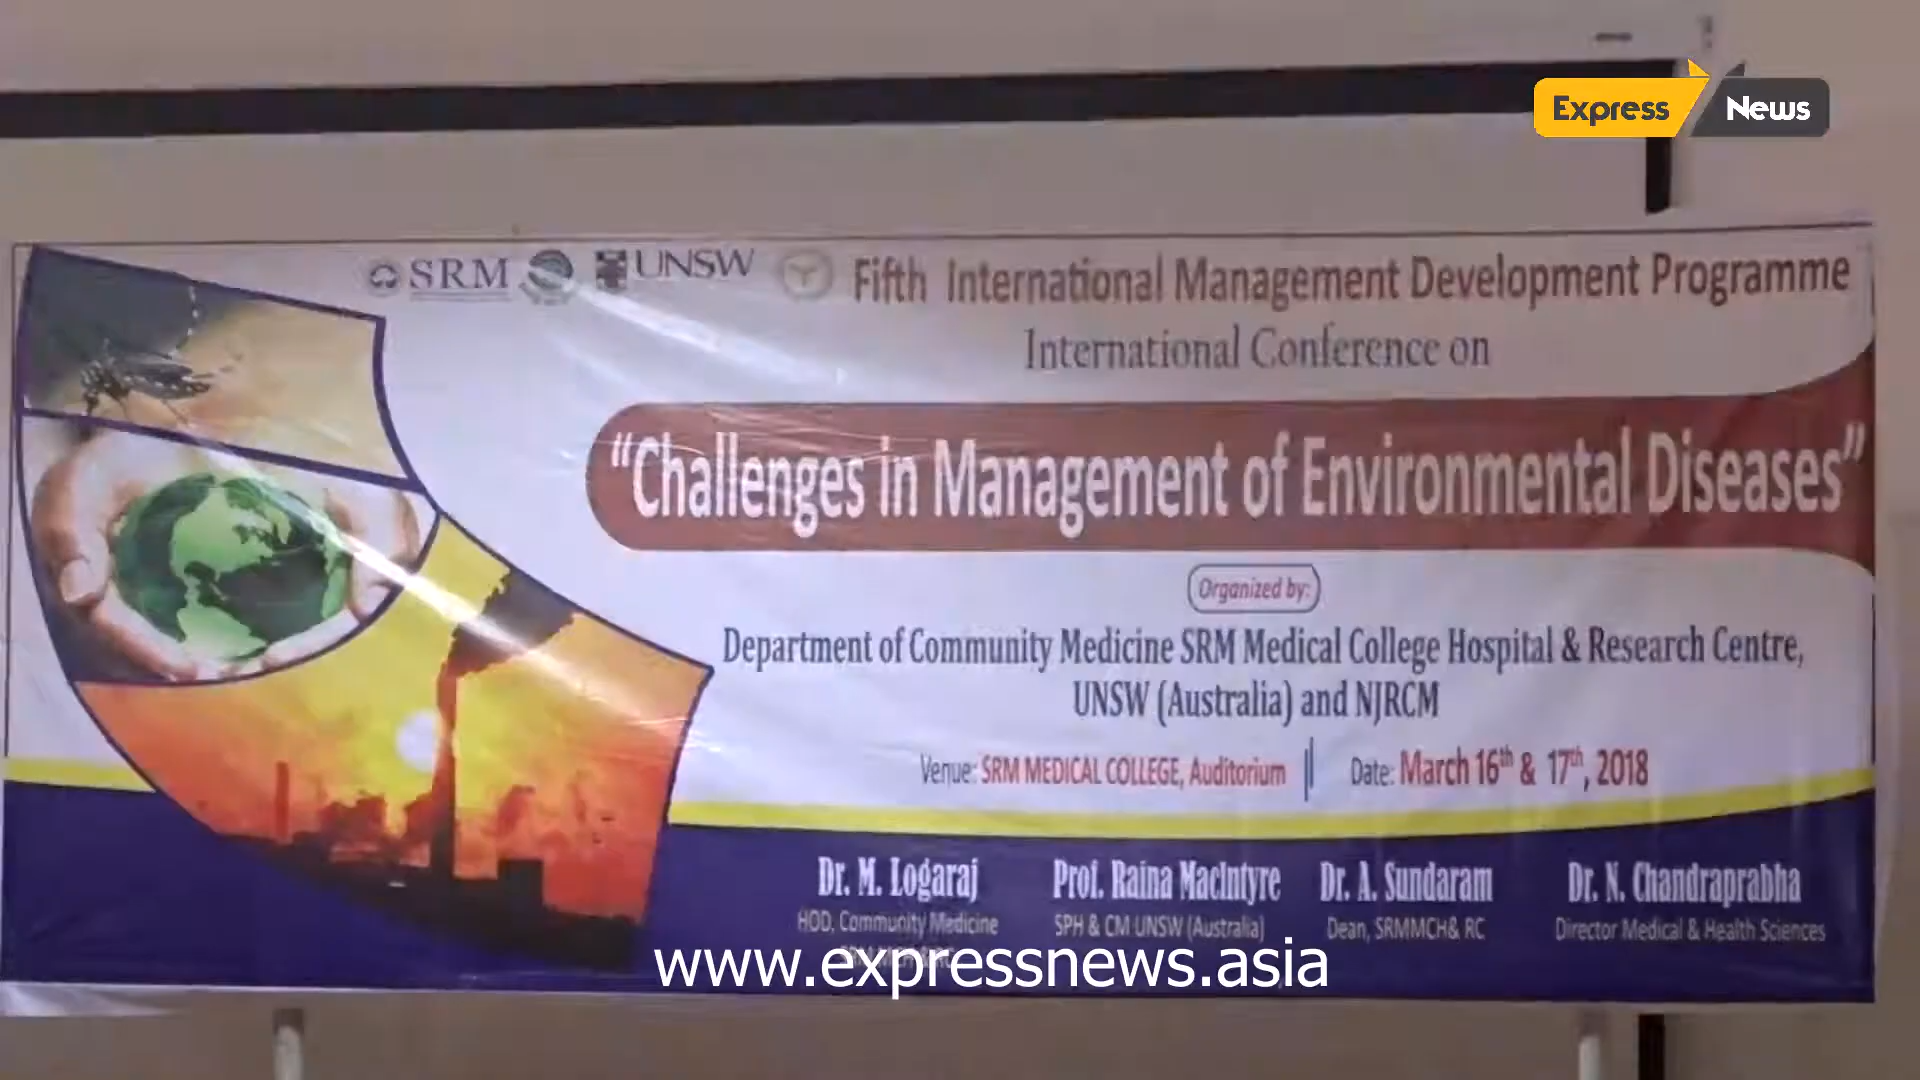 Express News
SRM UNSW
Fifth International Management Development Programme
International Conference on
“Challenges in Management of Environmental Diseases”
Organized by:
Department of Community Medicine SRM Medical College Hospital & Research Centre,
UNSW (Australia) and NJRCM
Venue: SRM MEDICAL COLLEGE, Auditorium Date: March 16th & 17th, 2018
Dr. M. Logaraj Prof. Raina MacIntyre Dr. A. Sundaram Dr. N. Chandraprabha
HOD, Community Medicine SPH & CM UNSW (Australia) Dean, SRMMCH& RC Director Medical & Health Sciences
www.expressnews.asia